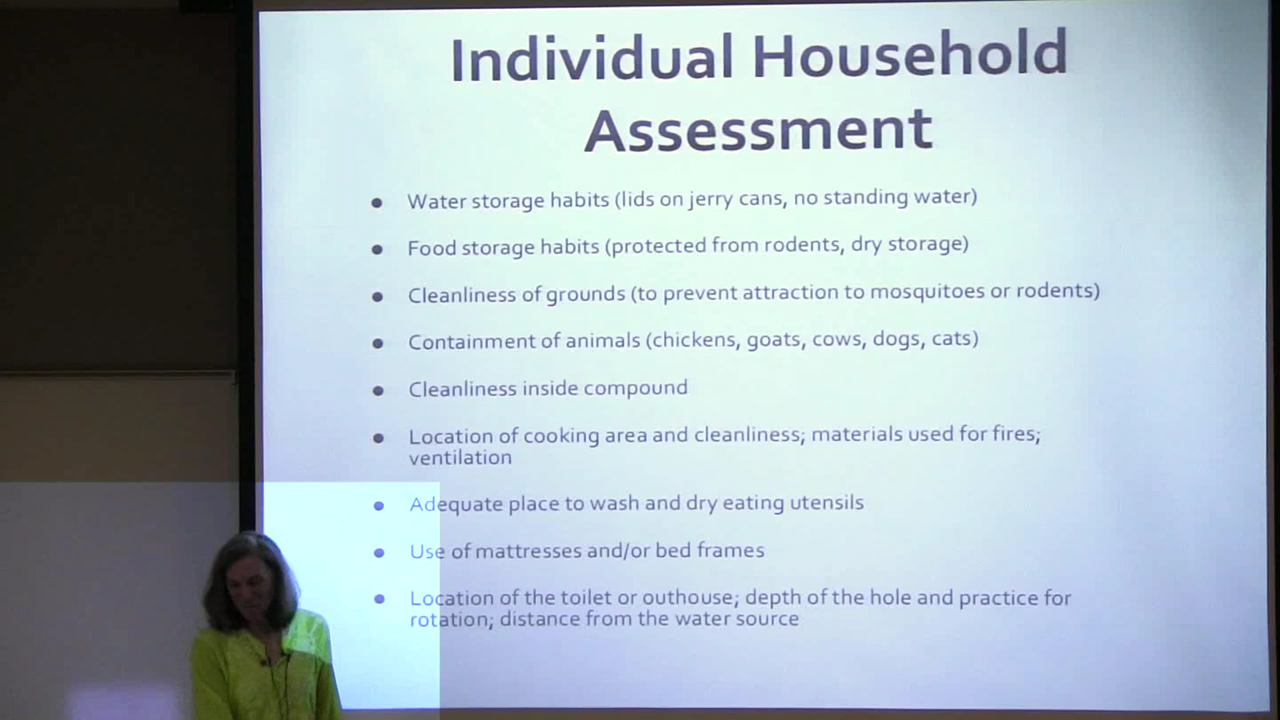 Individual Household
Assessment
• Water storage habits (lids on jerry cans, no standing water)
• Food storage habits (protected from rodents, dry storage)
• Cleanliness of grounds (to prevent attraction to mosquitoes or rodents)
• Containment of animals (chickens, goats, cows, dogs, cats)
• Cleanliness inside compound
• Location of cooking area and cleanliness; materials used for fires;
ventilation
• Adequate place to wash and dry eating utensils
• Use of mattresses and/or bed frames
• Location of the toilet or outhouse; depth of the hole and practice for
rotation; distance from the water source